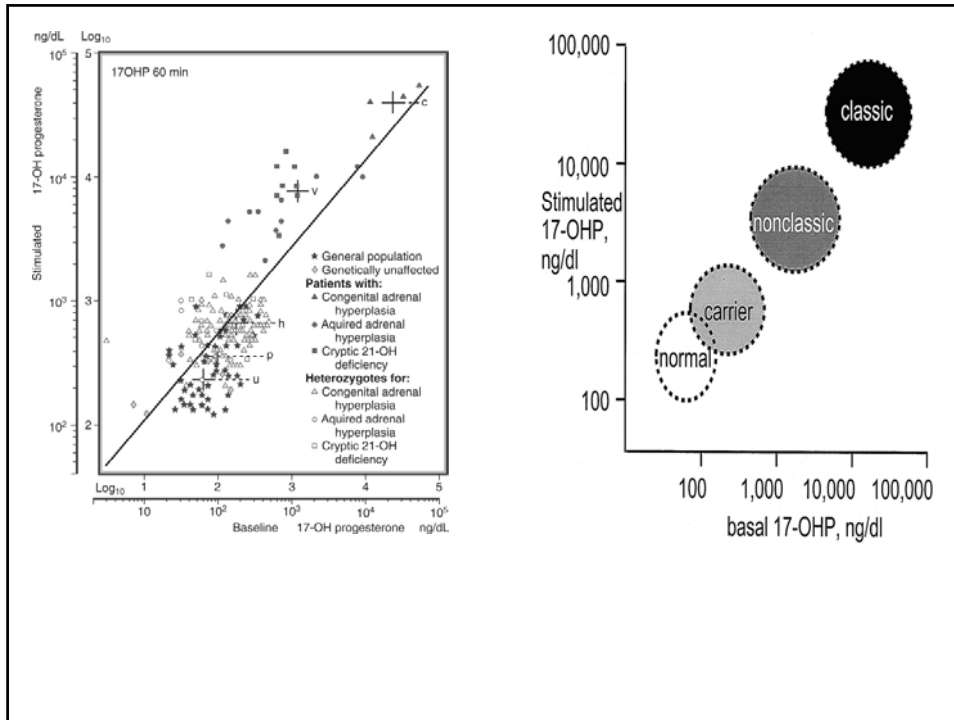 ng/dL Log10
17OHP 60 min
Stimulated 17-OH progesterone
10^5 5
10^4 4
10^3 3
10^2 2
c
v
h
p
u
General population
Genetically unaffected
Patients with:
Congenital adrenal
hyperplasia
Aquired adrenal
hyperplasia
Cryptic 21-OH
deficiency
Heterozygotes for:
Congenital adrenal
hyperplasia
Aquired adrenal
hyperplasia
Cryptic 21-OH
deficiency
Log10 1 2 3 4 5
10 10^2 10^3 10^4 10^5
Baseline 17-OH progesterone ng/dL
100,000
10,000
Stimulated
17-OHP,
ng/dl
1,000
100
classic
nonclassic
carrier
normal
100 1,000 10,000 100,000
basal 17-OHP, ng/dl